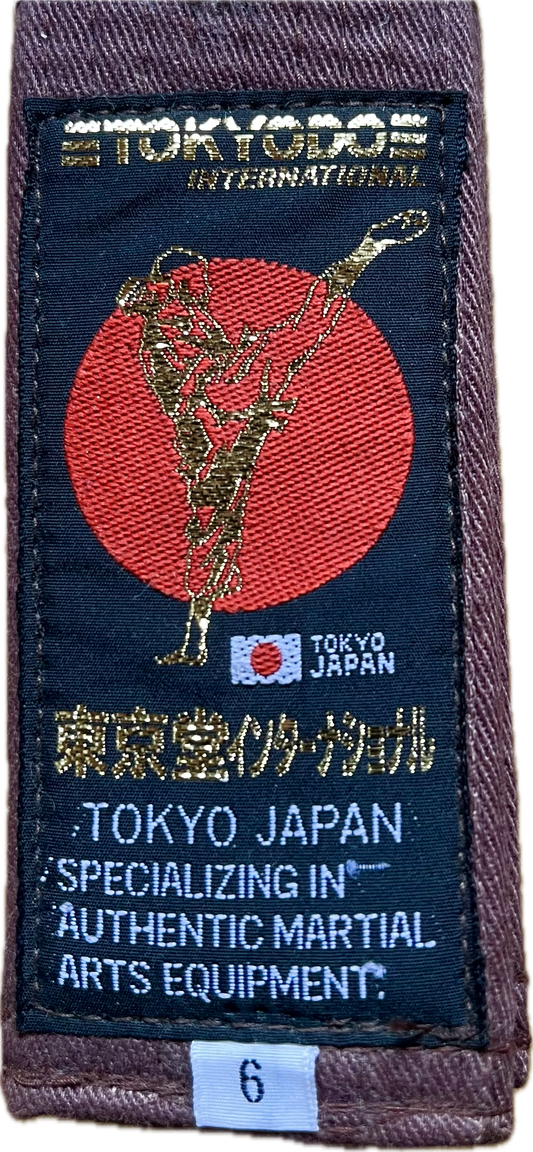 TOKYODO
INTERNATIONAL
TOKYO
JAPAN
東京堂インターナショナル
TOKYO JAPAN
SPECIALIZING IN
AUTHENTIC MARTIAL
ARTS EQUIPMENT.
6